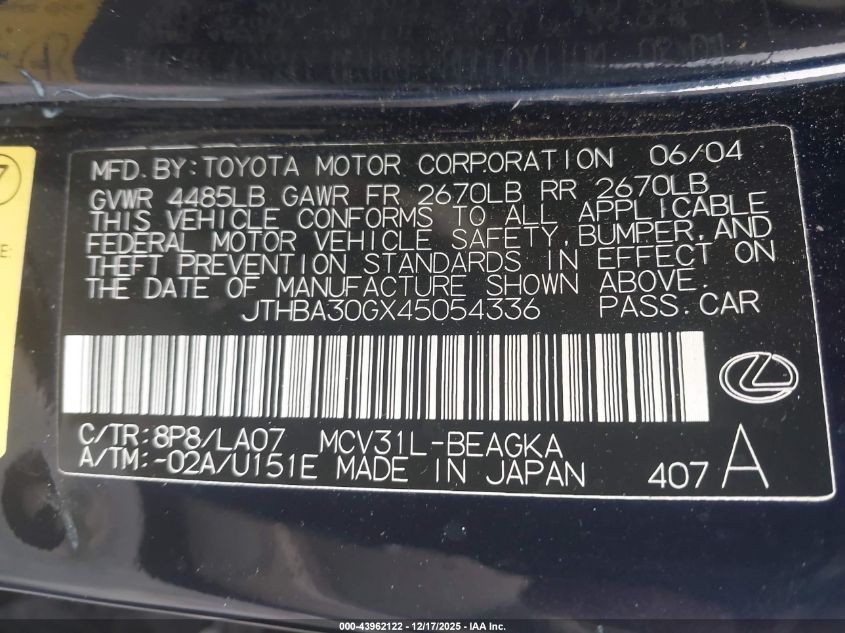 MFD. BY: TOYOTA MOTOR CORPORATION 06/04
GVWR 4485LB GAWR FR 2670LB RR 2670LB
THIS VEHICLE CONFORMS TO ALL APPLICABLE
FEDERAL MOTOR VEHICLE SAFETY, BUMPER, AND
THEFT PREVENTION STANDARDS IN EFFECT ON
THE DATE OF MANUFACTURE SHOWN ABOVE.
JTHBA30GX45054336 PASS. CAR
C/TR: 8P8/LA07 MCV31L-BEAGKA
A/TM: -02A/U151E MADE IN JAPAN 407 A
000-43962122 - 12/17/2025 - IAA Inc.